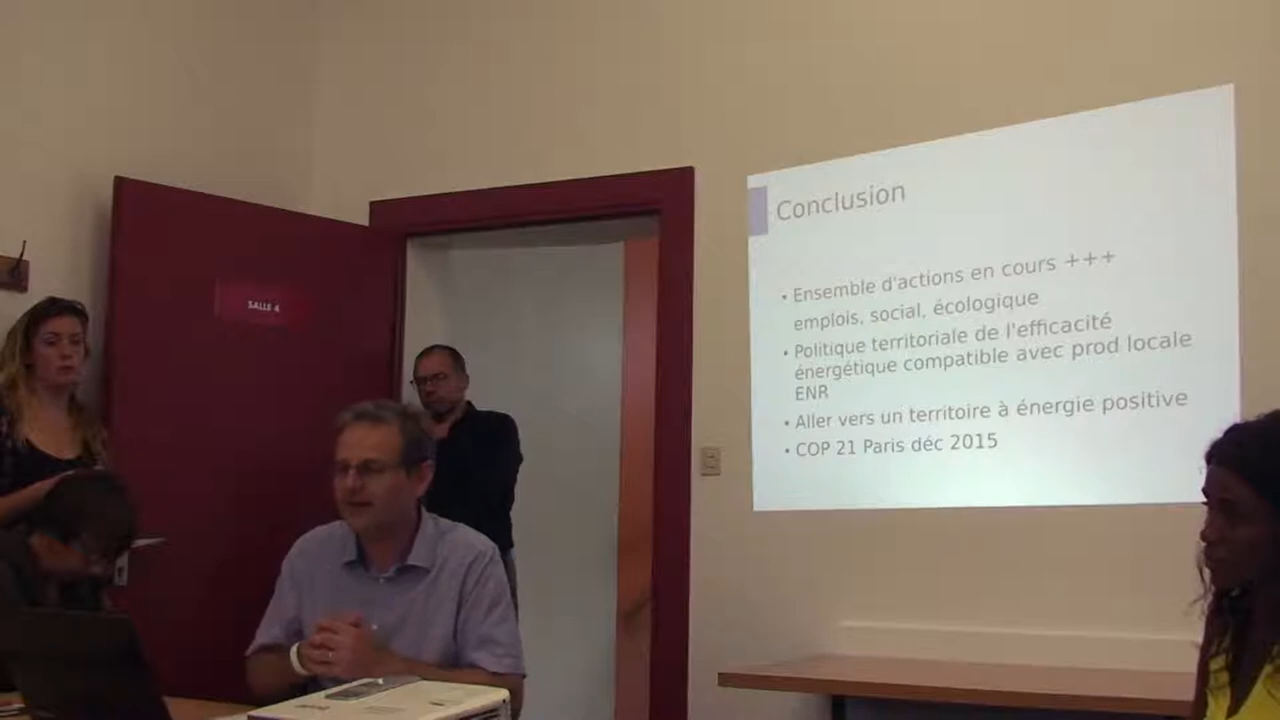 SALLE 4
Conclusion
• Ensemble d'actions en cours +++
emplois, social, écologique
• Politique territoriale de l'efficacité
énergétique compatible avec prod locale
ENR
• Aller vers un territoire à énergie positive
• COP 21 Paris déc 2015